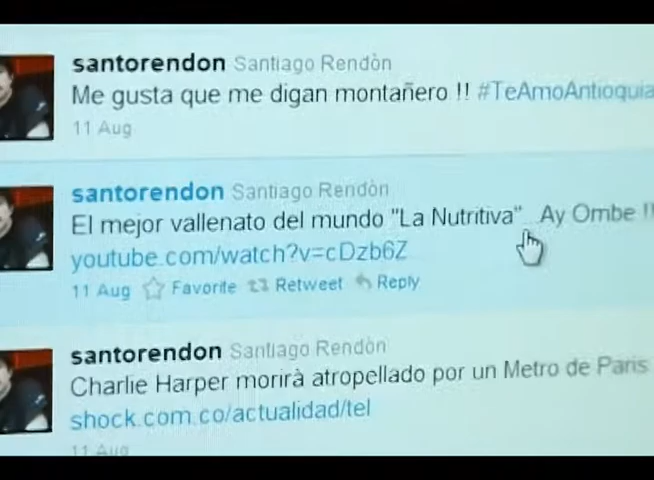 santorendon Santiago Rendòn
Me gusta que me digan montañero !! #TeAmoAntioquia
11 Aug
santorendon Santiago Rendòn
El mejor vallenato del mundo "La Nutritiva" Ay Ombe !!
youtube.com/watch?v=cDzb6Z
11 Aug Favorite Retweet Reply
santorendon Santiago Rendòn
Charlie Harper morirà atropellado por un Metro de Paris
shock.com.co/actualidad/tel
11 Aug